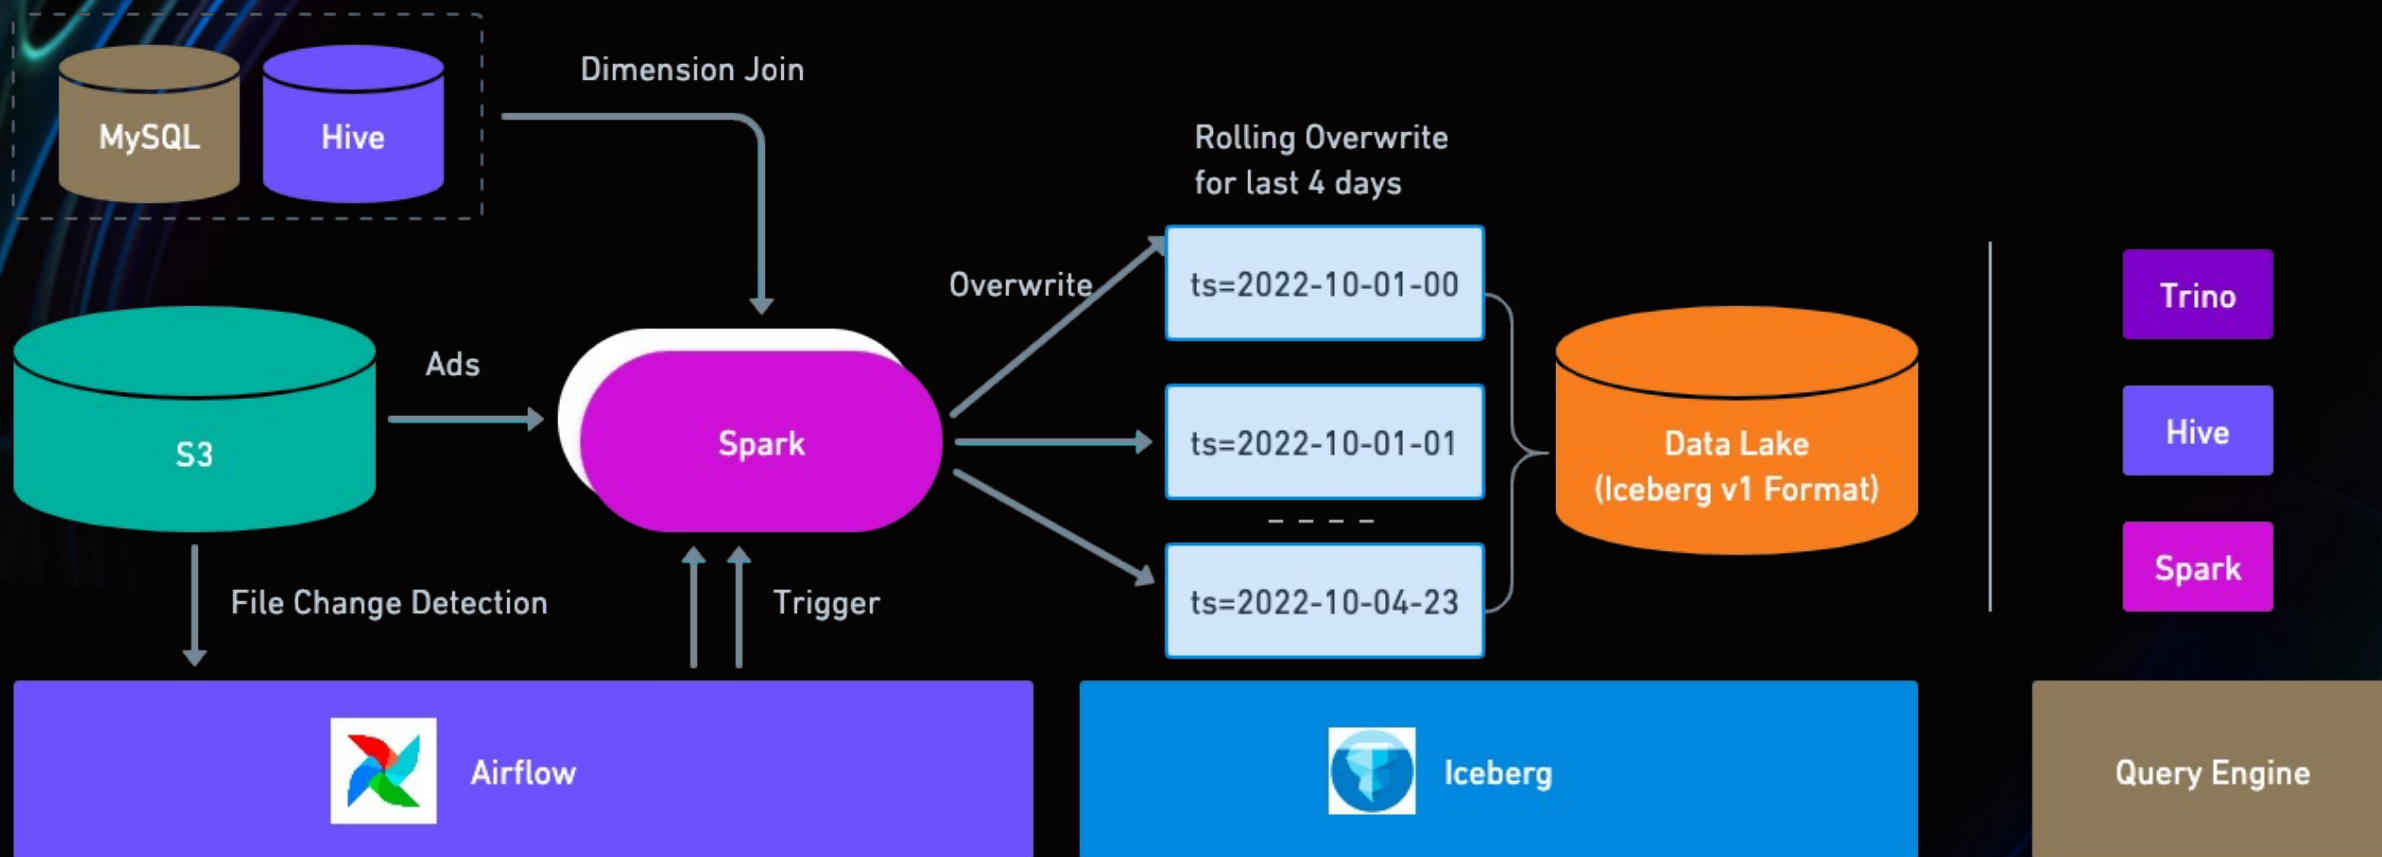 MySQL
Hive
Dimension Join
Rolling Overwrite
for last 4 days
S3
Ads
Spark
Overwrite
ts=2022-10-01-00
ts=2022-10-01-01
ts=2022-10-04-23
Data Lake
(Iceberg v1 Format)
Trino
Hive
Spark
File Change Detection
Trigger
Airflow
Iceberg
Query Engine